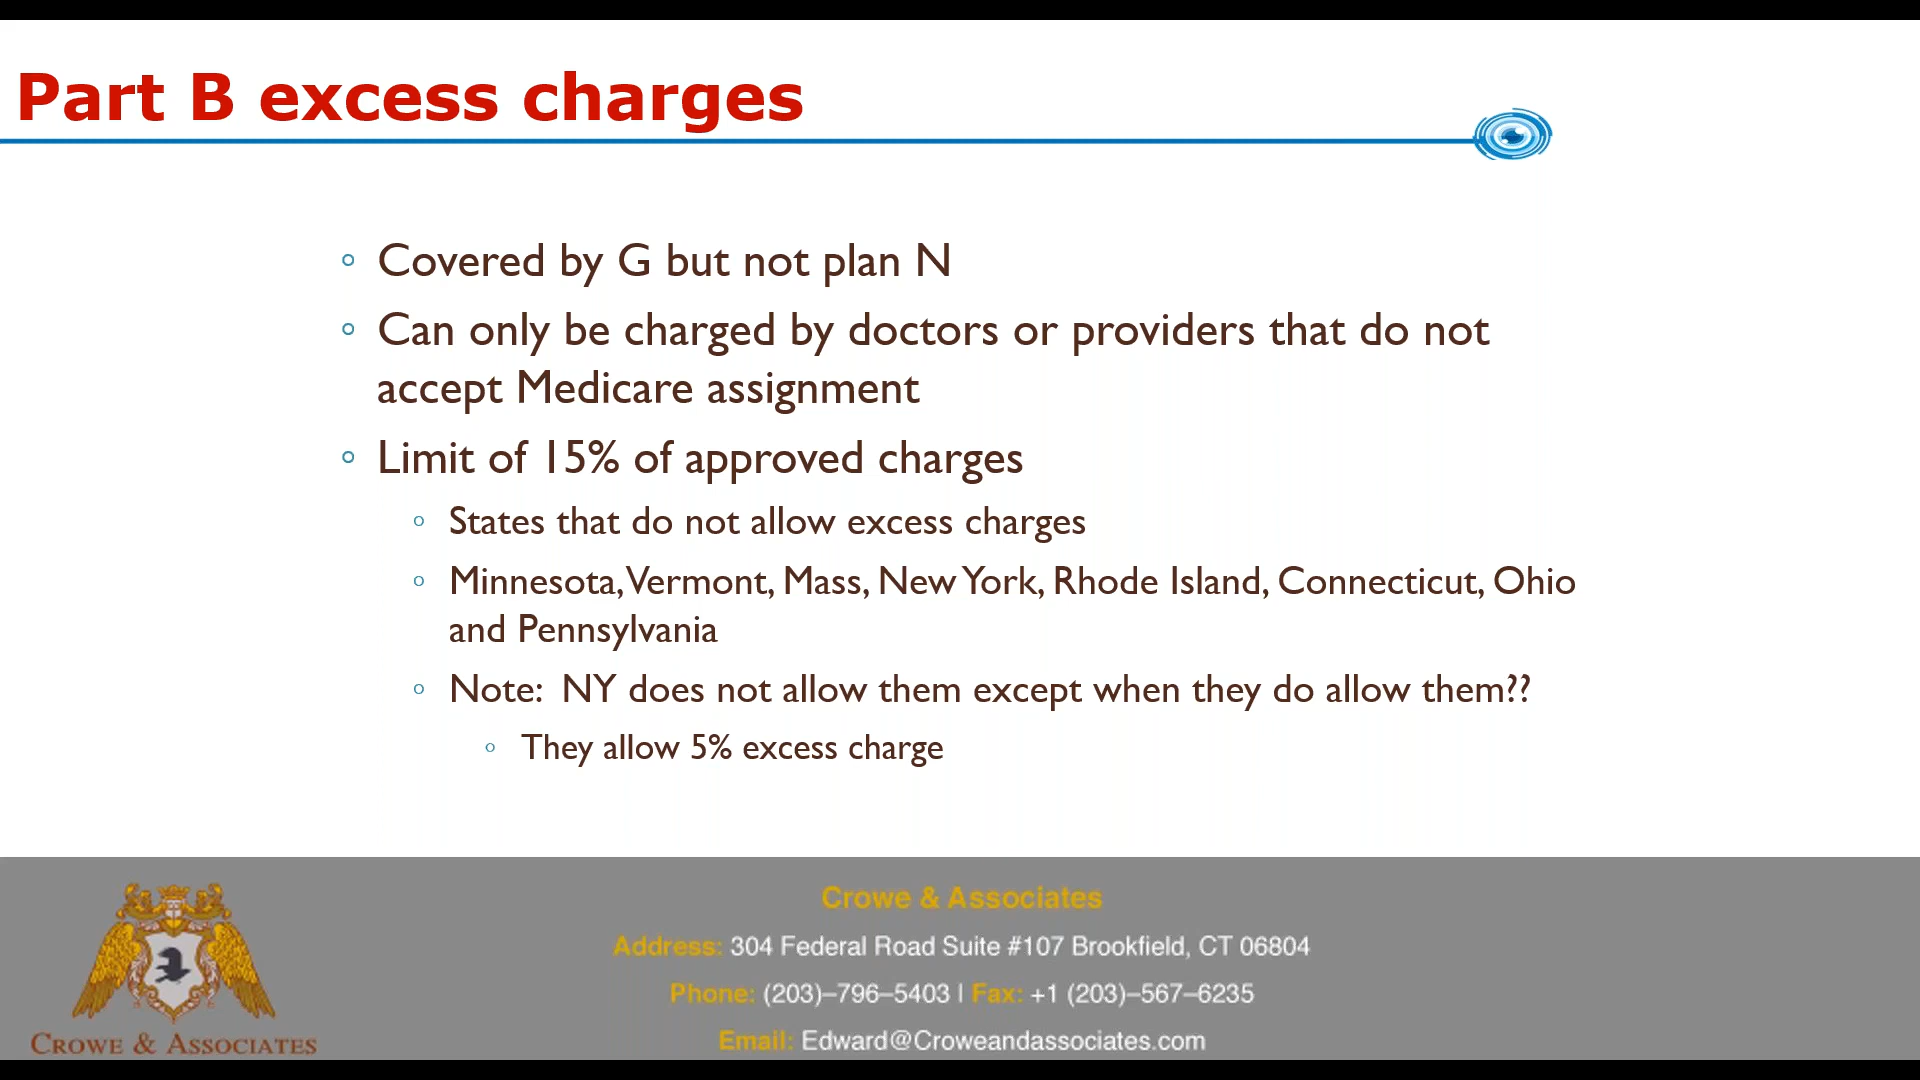 Part B excess charges
Covered by G but not plan N
Can only be charged by doctors or providers that do not
accept Medicare assignment
Limit of 15% of approved charges
States that do not allow excess charges
Minnesota, Vermont, Mass, New York, Rhode Island, Connecticut, Ohio
and Pennsylvania
Note: NY does not allow them except when they do allow them??
They allow 5% excess charge
Crowe & Associates
Address: 304 Federal Road Suite #107 Brookfield, CT 06804
Phone: (203)–796–5403 | Fax: +1 (203)–567–6235
Email: Edward@Croweandassociates.com
Crowe & Associates